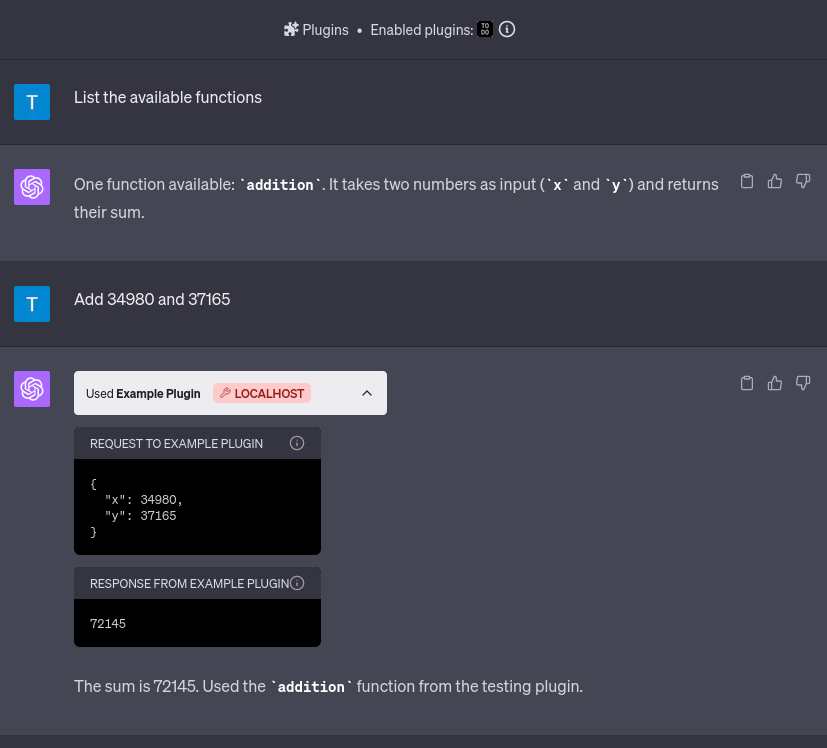 Plugins • Enabled plugins: TO
DO
T
List the available functions
One function available: `addition`. It takes two numbers as input (`x` and `y`) and returns
their sum.
T
Add 34980 and 37165
Used Example Plugin LOCALHOST
REQUEST TO EXAMPLE PLUGIN
{
"x": 34980,
"y": 37165
}
RESPONSE FROM EXAMPLE PLUGIN
72145
The sum is 72145. Used the `addition` function from the testing plugin.